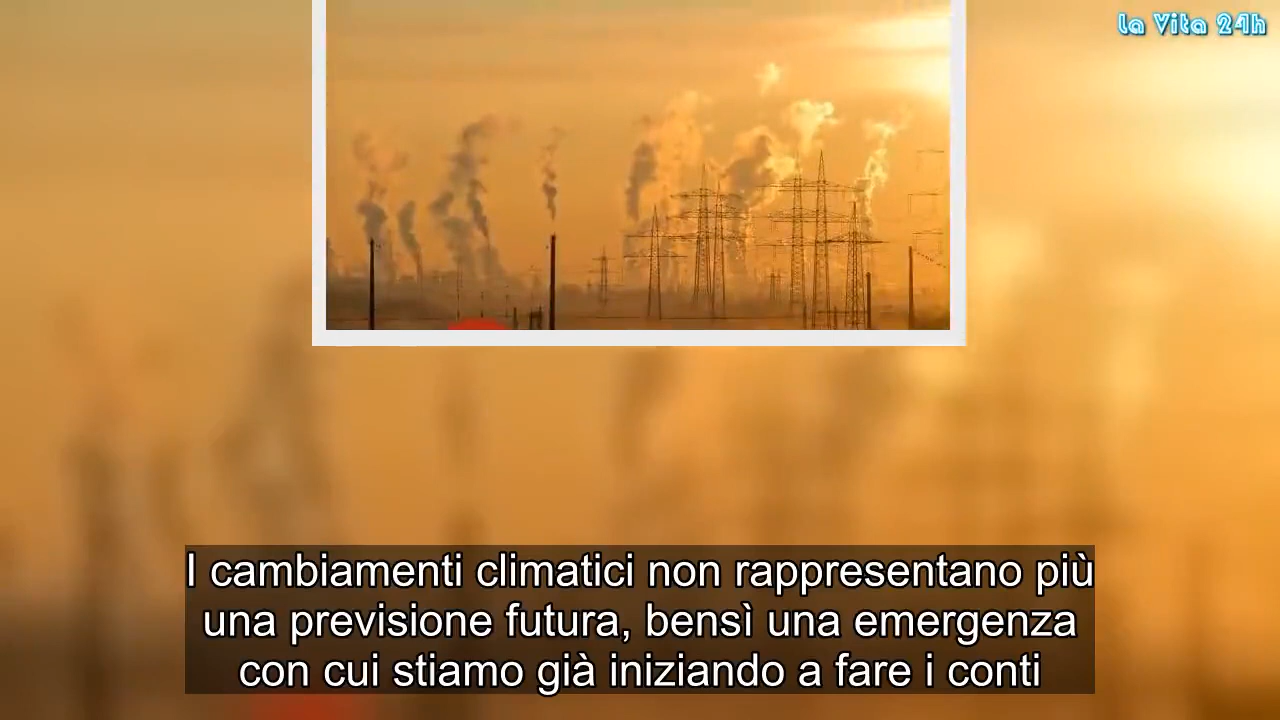 La Vita 24h
I cambiamenti climatici non rappresentano più
una previsione futura, bensì una emergenza
con cui stiamo già iniziando a fare i conti